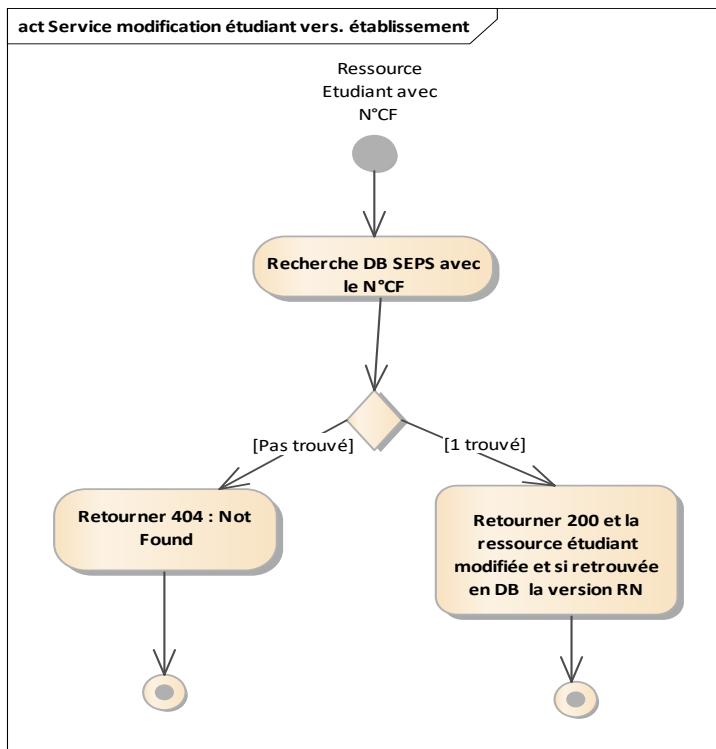 act Service modification étudiant vers. établissement
Ressource
Etudiant avec
N°CF
Recherche DB SEPS avec
le N°CF
[Pas trouvé]
[1 trouvé]
Retourner 404 : Not
Found
Retourner 200 et la
ressource étudiant
modifiée et si retrouvée
en DB la version RN